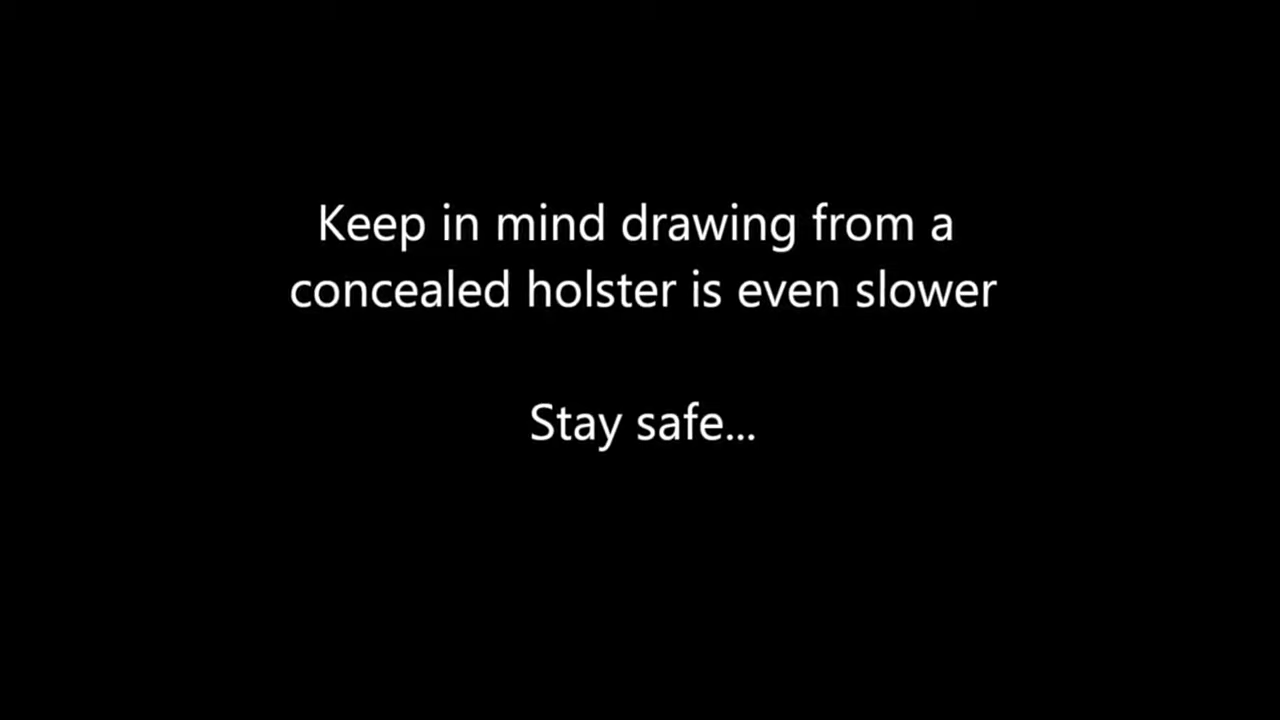 Keep in mind drawing from a
concealed holster is even slower
Stay safe...